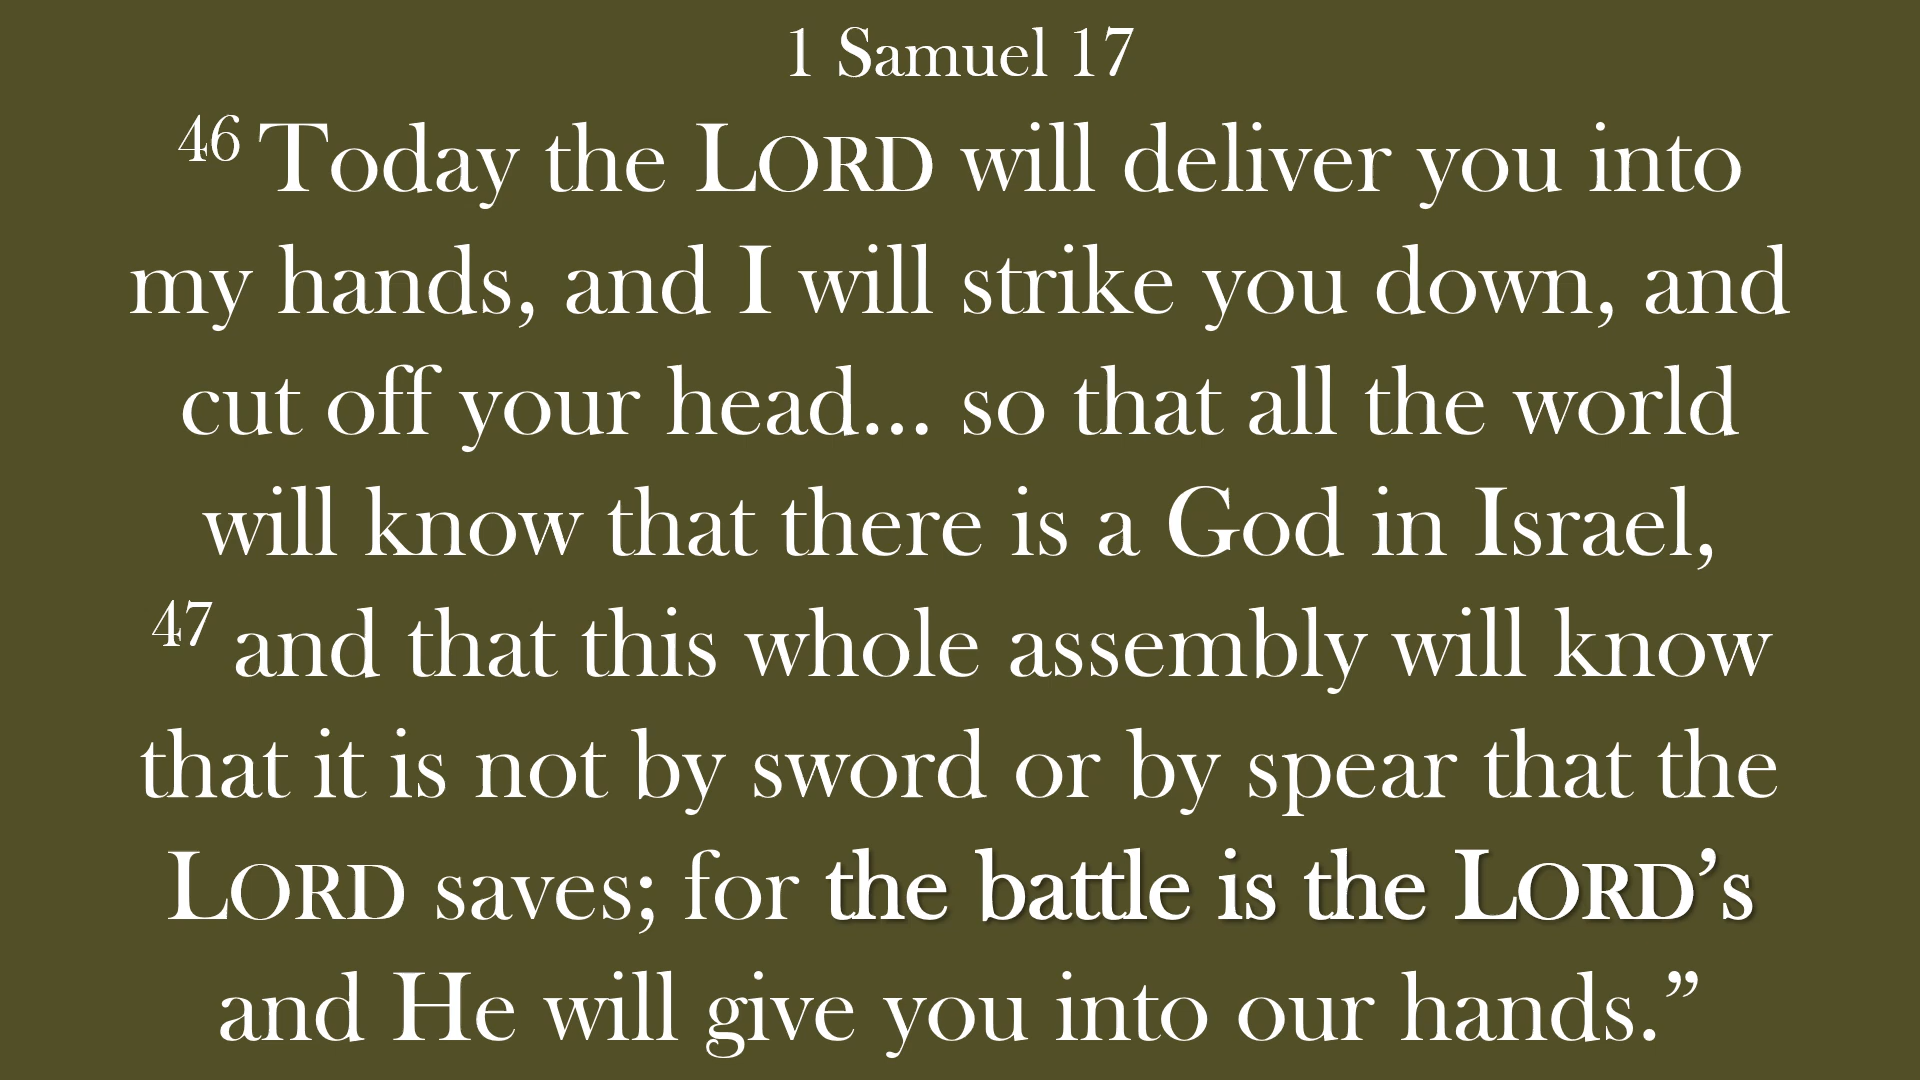 1 Samuel 17
46 Today the LORD will deliver you into
my hands, and I will strike you down, and
cut off your head... so that all the world
will know that there is a God in Israel,
47 and that this whole assembly will know
that it is not by sword or by spear that the
LORD saves; for the battle is the LORD’s
and He will give you into our hands.”